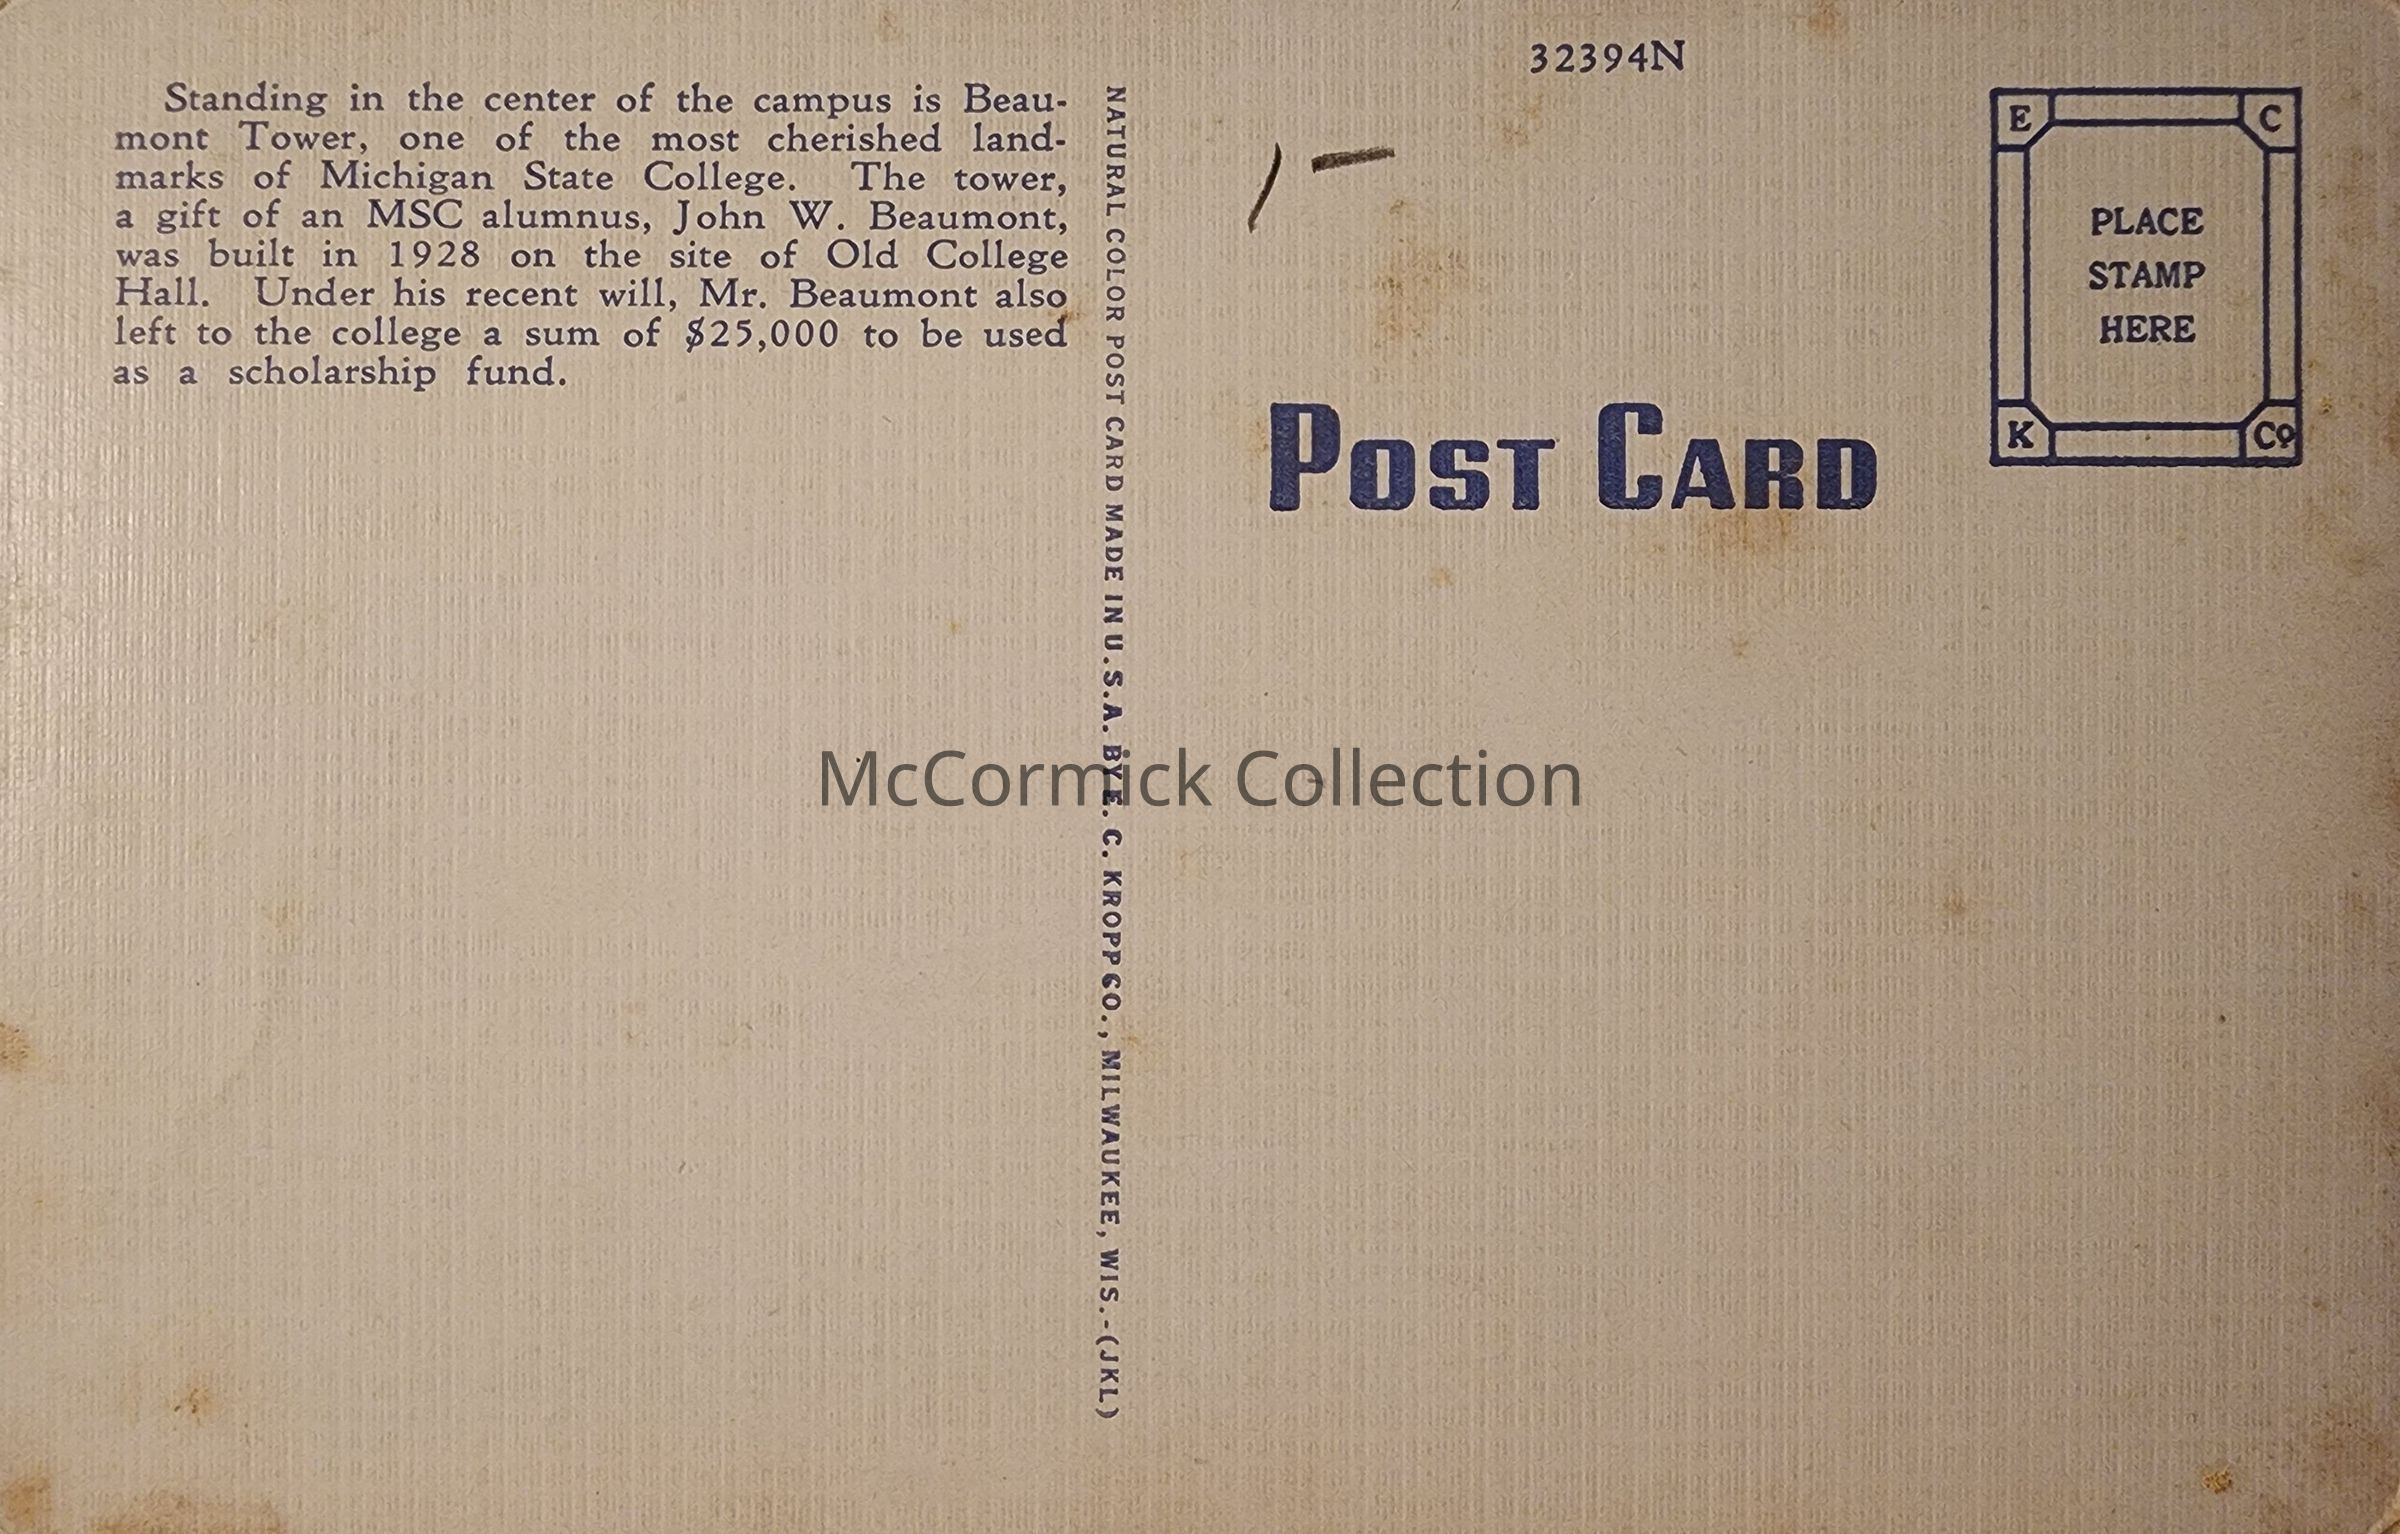 Standing in the center of the campus is Beau-
mont Tower, one of the most cherished land-
marks of Michigan State College. The tower,
a gift of an MSC alumnus, John W. Beaumont,
was built in 1928 on the site of Old College
Hall. Under his recent will, Mr. Beaumont also
left to the college a sum of $25,000 to be used
as a scholarship fund.
NATURAL COLOR POST CARD MADE IN U.S.A. BY E. C. KROPP CO., MILWAUKEE, WIS.-(JKL)
32394N
1 -
E C
PLACE
STAMP
HERE
K Co
POST CARD
McCormick Collection